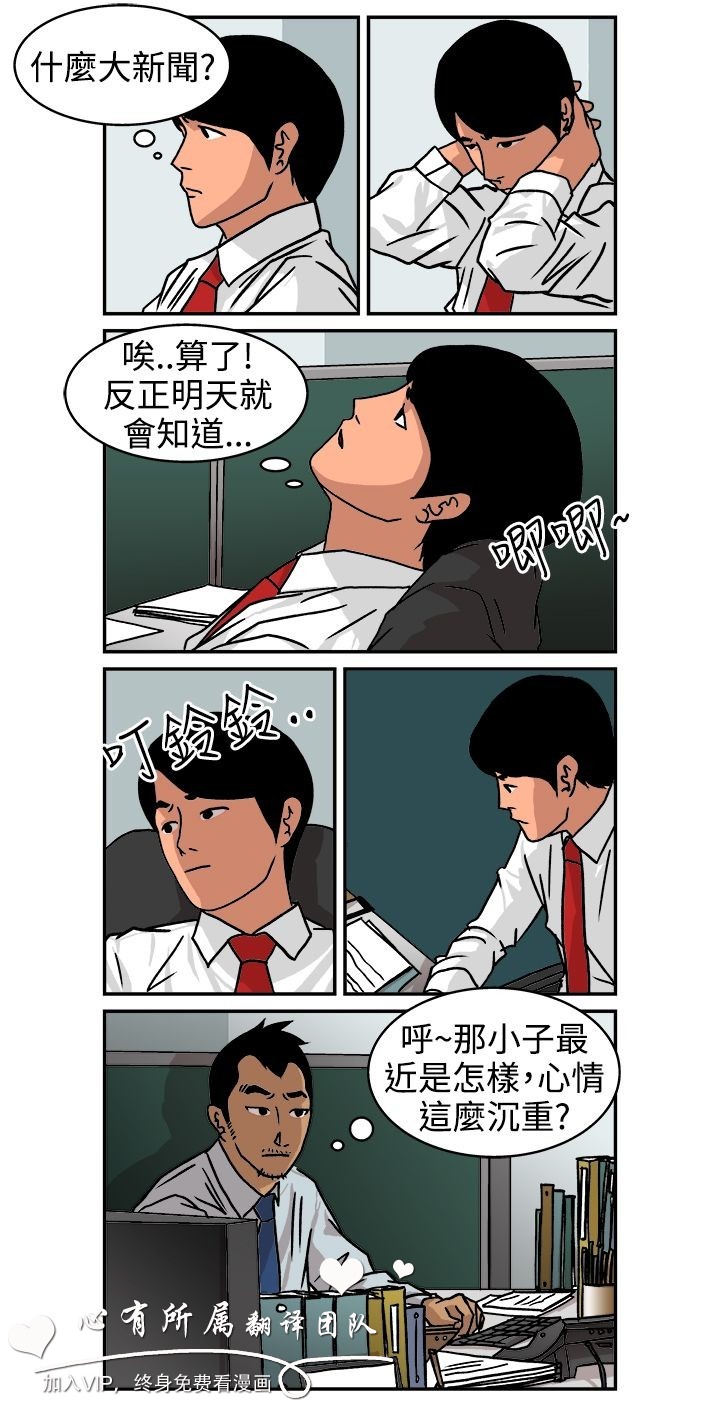 什麼大新聞?
唉..算了!
反正明天就
會知道...
唧唧~
叮鈴鈴..
呼~那小子最
近是怎樣,心情
這麼沉重?
心有所属翻译团队
加入VIP，终身免费看漫画